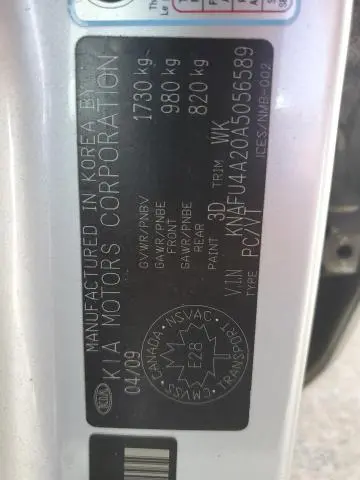 MANUFACTURED IN KOREA BY
KIA MOTORS CORPORATION
KIA
04/09
GVWR/PNBV 1730 kg
GAWR/PNBE FRONT 980 kg
GAWR/PNBE REAR 820 kg
PAINT 3D TRIM WK
V.I.N KNAFU4A20A5056589
TYPE PC/VP
ICES/NMB-002
CANADA
NSVAC
TRANSPORT
CMVSS
E28